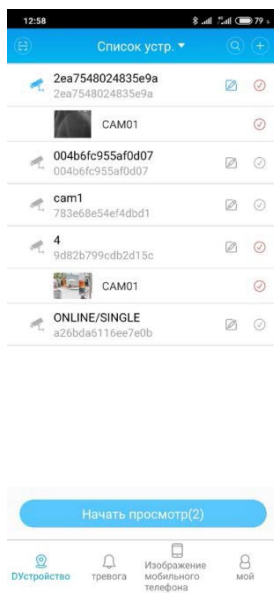 12:58
79
Список устр.
2ea7548024835e9a
2ea7548024835e9a
CAM01
004b6fc955af0d07
004b6fc955af0d07
cam1
783e68e54ef4dbd1
4
9d82b799cdb2d15c
CAM01
ONLINE/SINGLE
a26bda6116ee7e0b
Начать просмотр(2)
DУстройство
тревога
Изображение
мобильного
телефона
мой